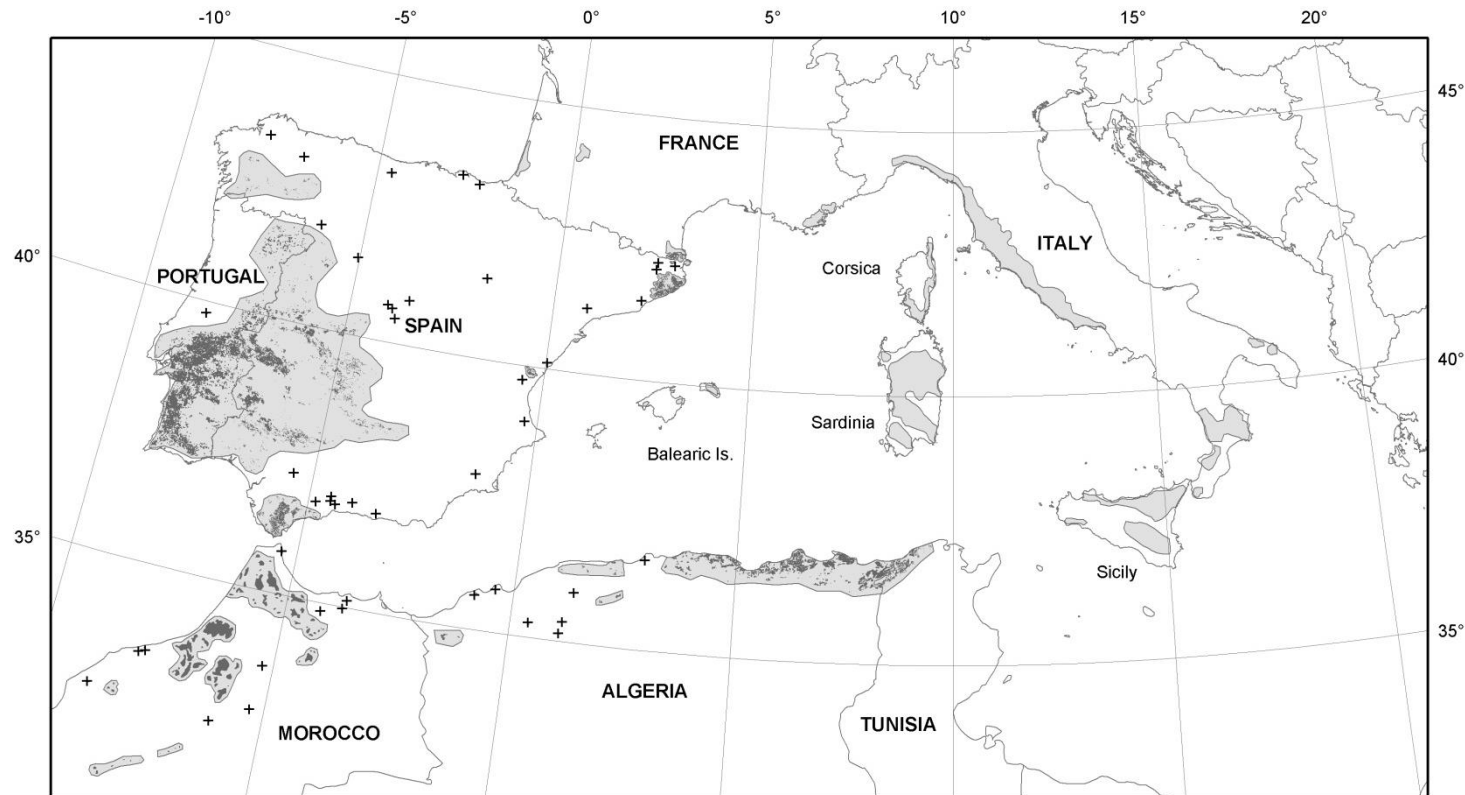 -10° -5° 0° 5° 10° 15° 20°
45°
FRANCE
ITALY
40°
Corsica
PORTUGAL
SPAIN
40°
Sardinia
Balearic Is.
35°
Sicily
35°
ALGERIA
TUNISIA
MOROCCO